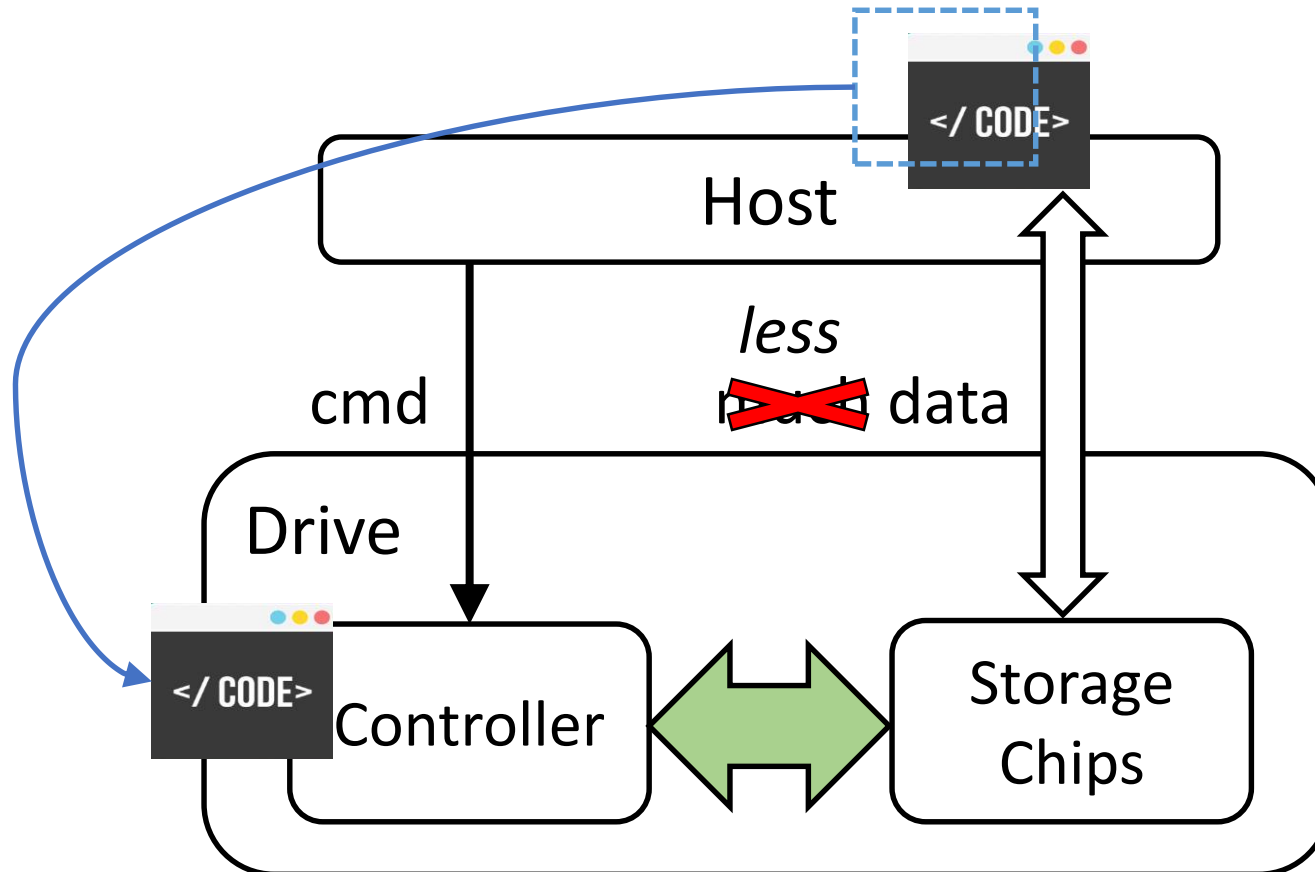 </ CODE>
Host
less
cmd
data
Drive
</ CODE>
Controller
Storage
Chips